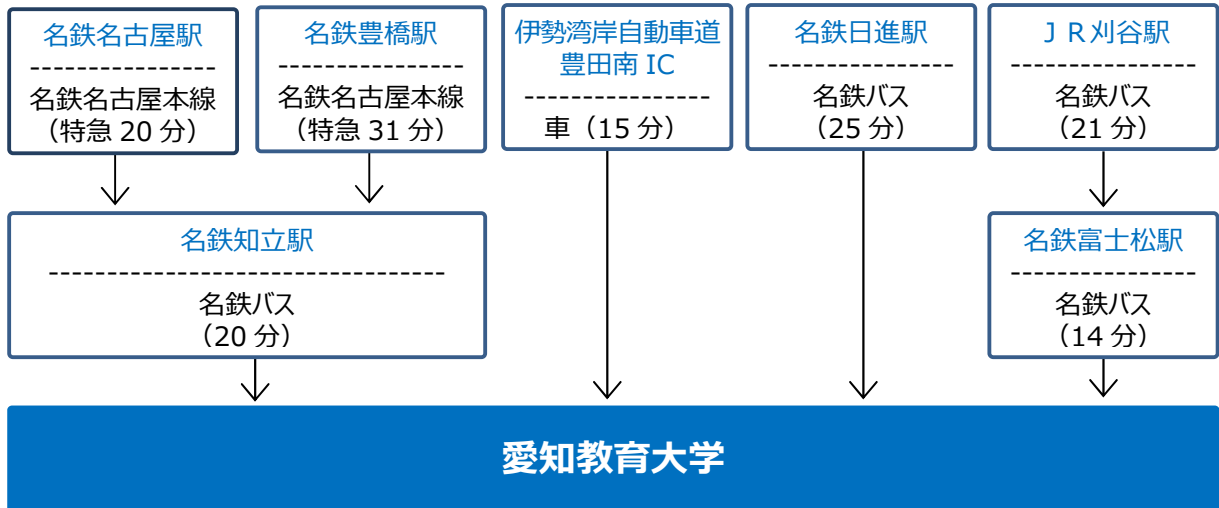 名鉄名古屋駅
----------------
名鉄名古屋本線
（特急 20 分）
名鉄豊橋駅
----------------
名鉄名古屋本線
（特急 31 分）
伊勢湾岸自動車道
豊田南 IC
----------------
車（15 分）
名鉄日進駅
----------------
名鉄バス
（25 分）
ＪＲ刈谷駅
----------------
名鉄バス
（21 分）
名鉄知立駅
----------------------------------
名鉄バス
（20 分）
名鉄富士松駅
----------------
名鉄バス
（14 分）
愛知教育大学